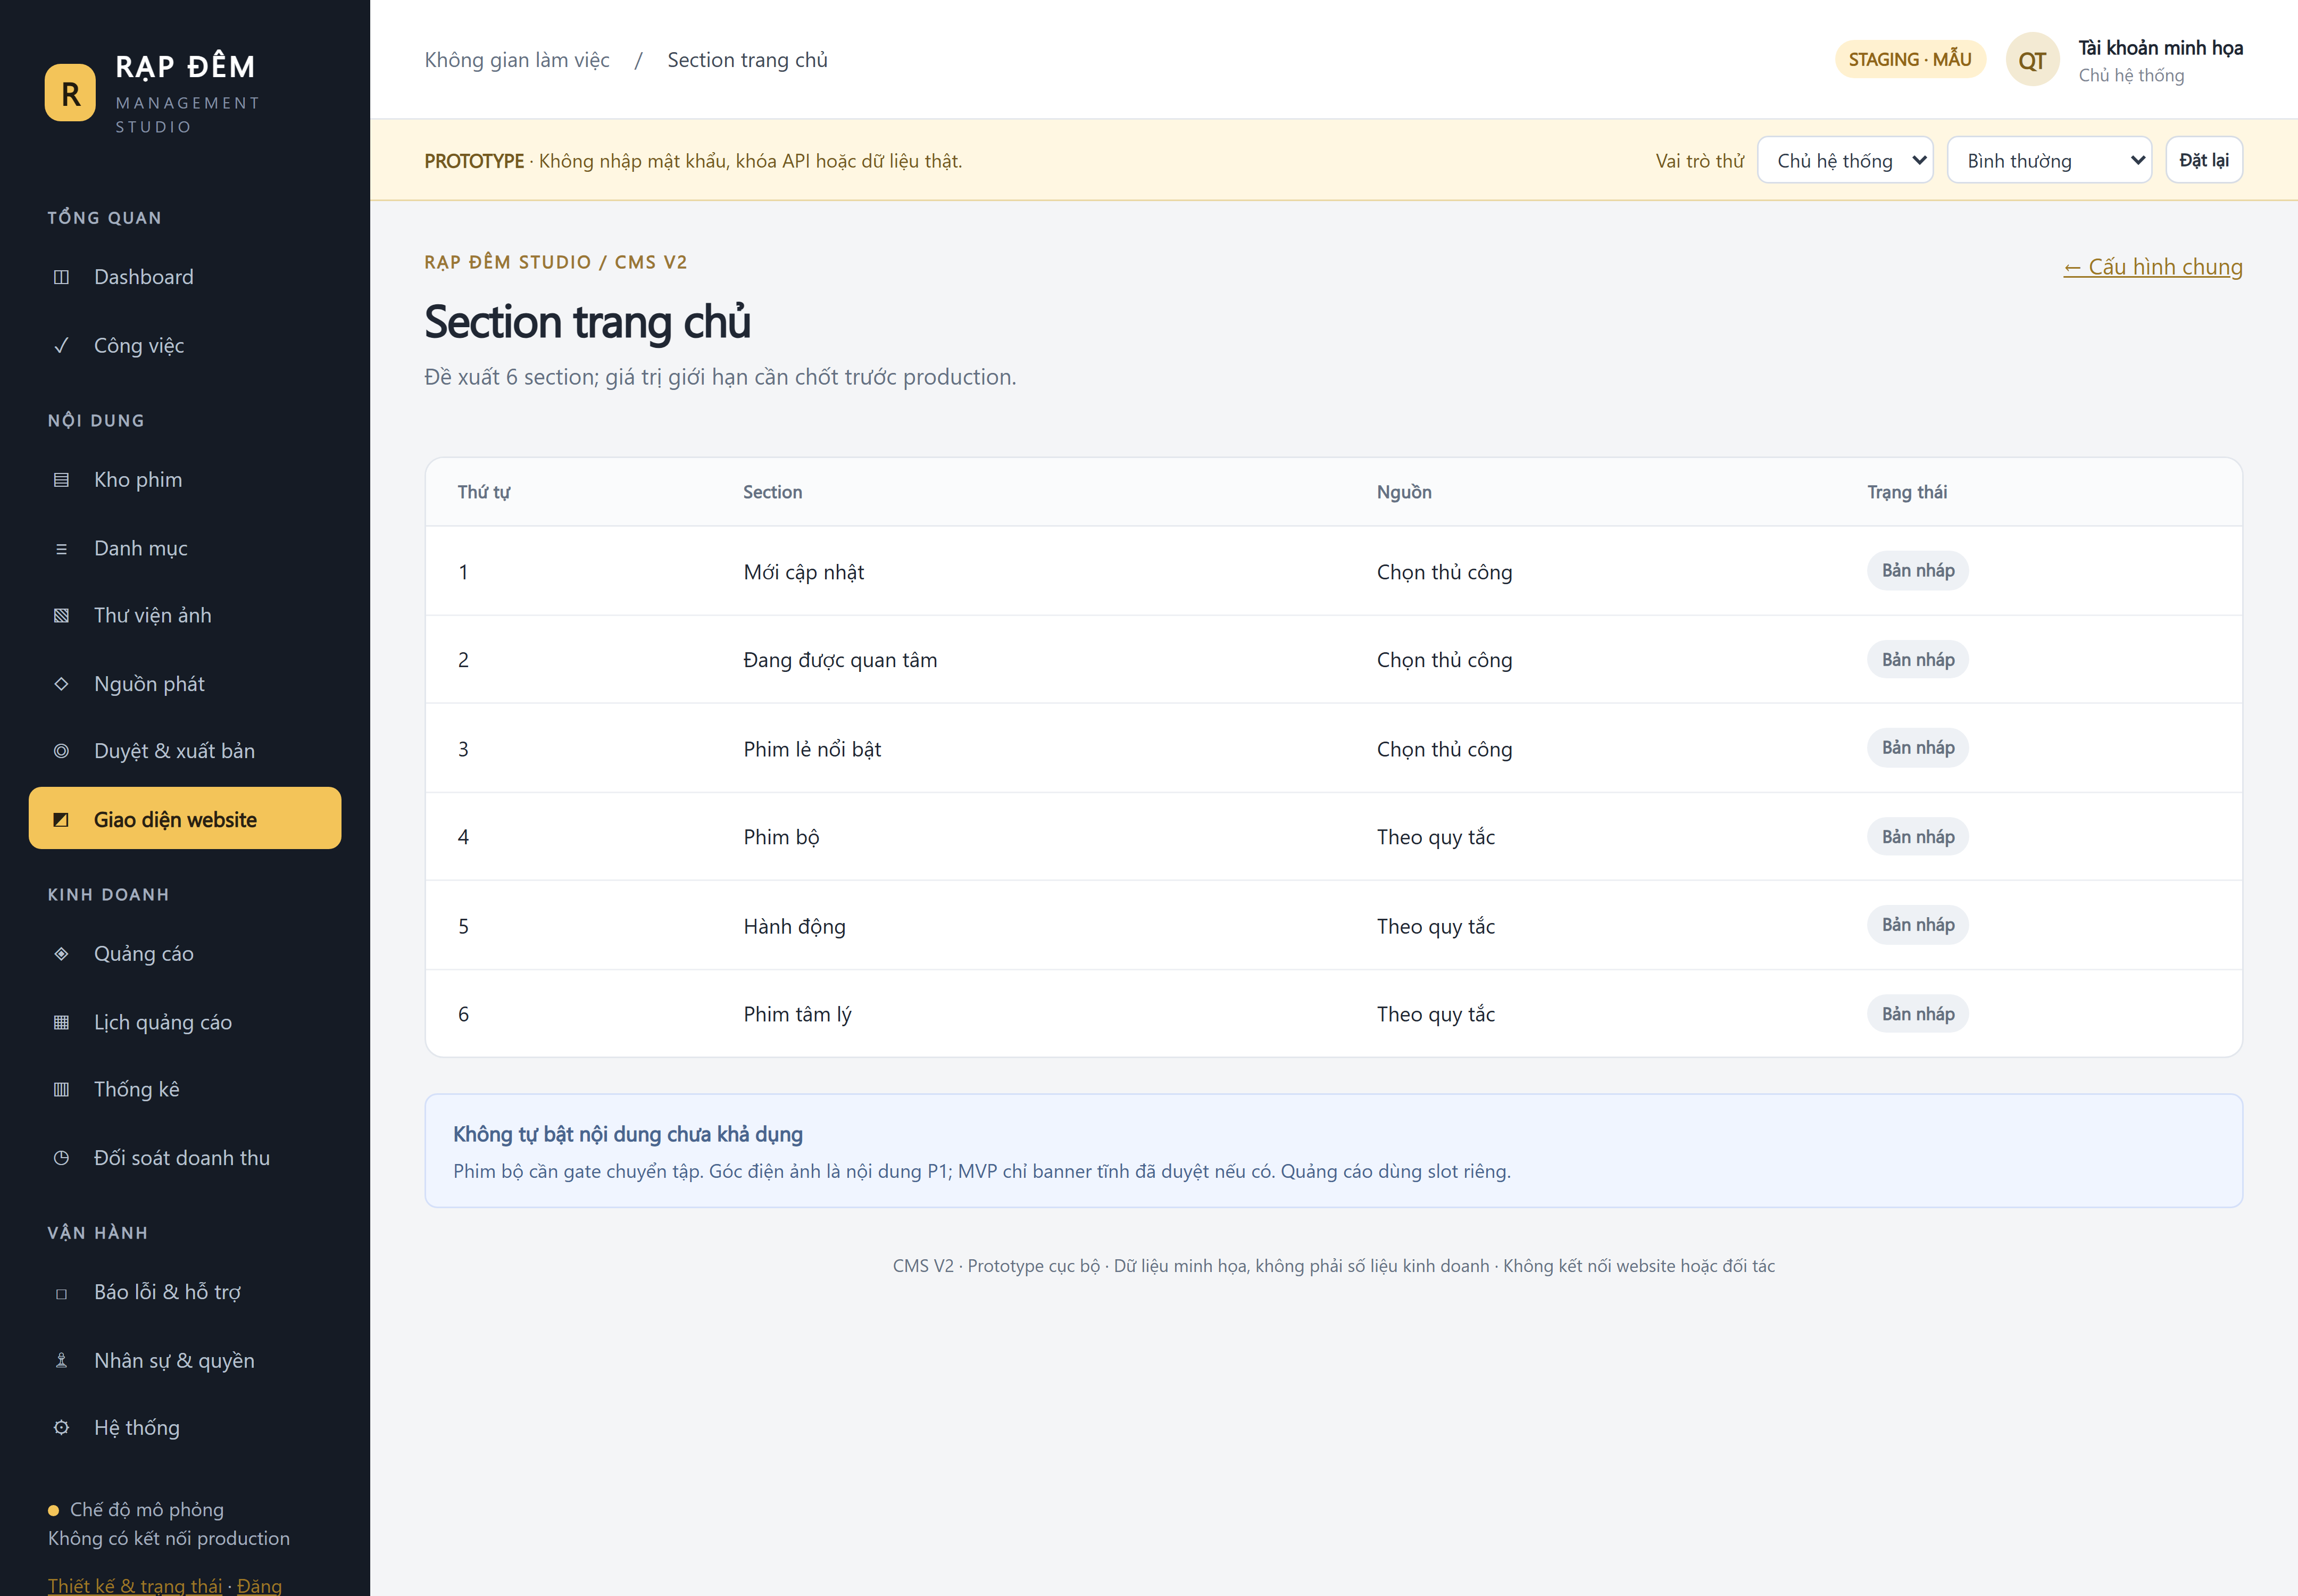 R
RẠP ĐÊM
MANAGEMENT
STUDIO
TỔNG QUAN
Dashboard
Công việc
NỘI DUNG
Kho phim
Danh mục
Thư viện ảnh
Nguồn phát
Duyệt & xuất bản
Giao diện website
KINH DOANH
Quảng cáo
Lịch quảng cáo
Thống kê
Đối soát doanh thu
VẬN HÀNH
Báo lỗi & hỗ trợ
Nhân sự & quyền
Hệ thống
Chế độ mô phỏng
Không có kết nối production
Thiết kế & trạng thái · Đăng
Không gian làm việc / Section trang chủ
STAGING · MẪU
QT
Tài khoản minh họa
Chủ hệ thống
PROTOTYPE · Không nhập mật khẩu, khóa API hoặc dữ liệu thật.
Vai trò thử Chủ hệ thống Bình thường Đặt lại
RẠP ĐÊM STUDIO / CMS V2
← Cấu hình chung
Section trang chủ
Đề xuất 6 section; giá trị giới hạn cần chốt trước production.
Thứ tự Section Nguồn Trạng thái
1 Mới cập nhật Chọn thủ công Bản nháp
2 Đang được quan tâm Chọn thủ công Bản nháp
3 Phim lẻ nổi bật Chọn thủ công Bản nháp
4 Phim bộ Theo quy tắc Bản nháp
5 Hành động Theo quy tắc Bản nháp
6 Phim tâm lý Theo quy tắc Bản nháp
Không tự bật nội dung chưa khả dụng
Phim bộ cần gate chuyển tập. Góc điện ảnh là nội dung P1; MVP chỉ banner tĩnh đã duyệt nếu có. Quảng cáo dùng slot riêng.
CMS V2 · Prototype cục bộ · Dữ liệu minh họa, không phải số liệu kinh doanh · Không kết nối website hoặc đối tác